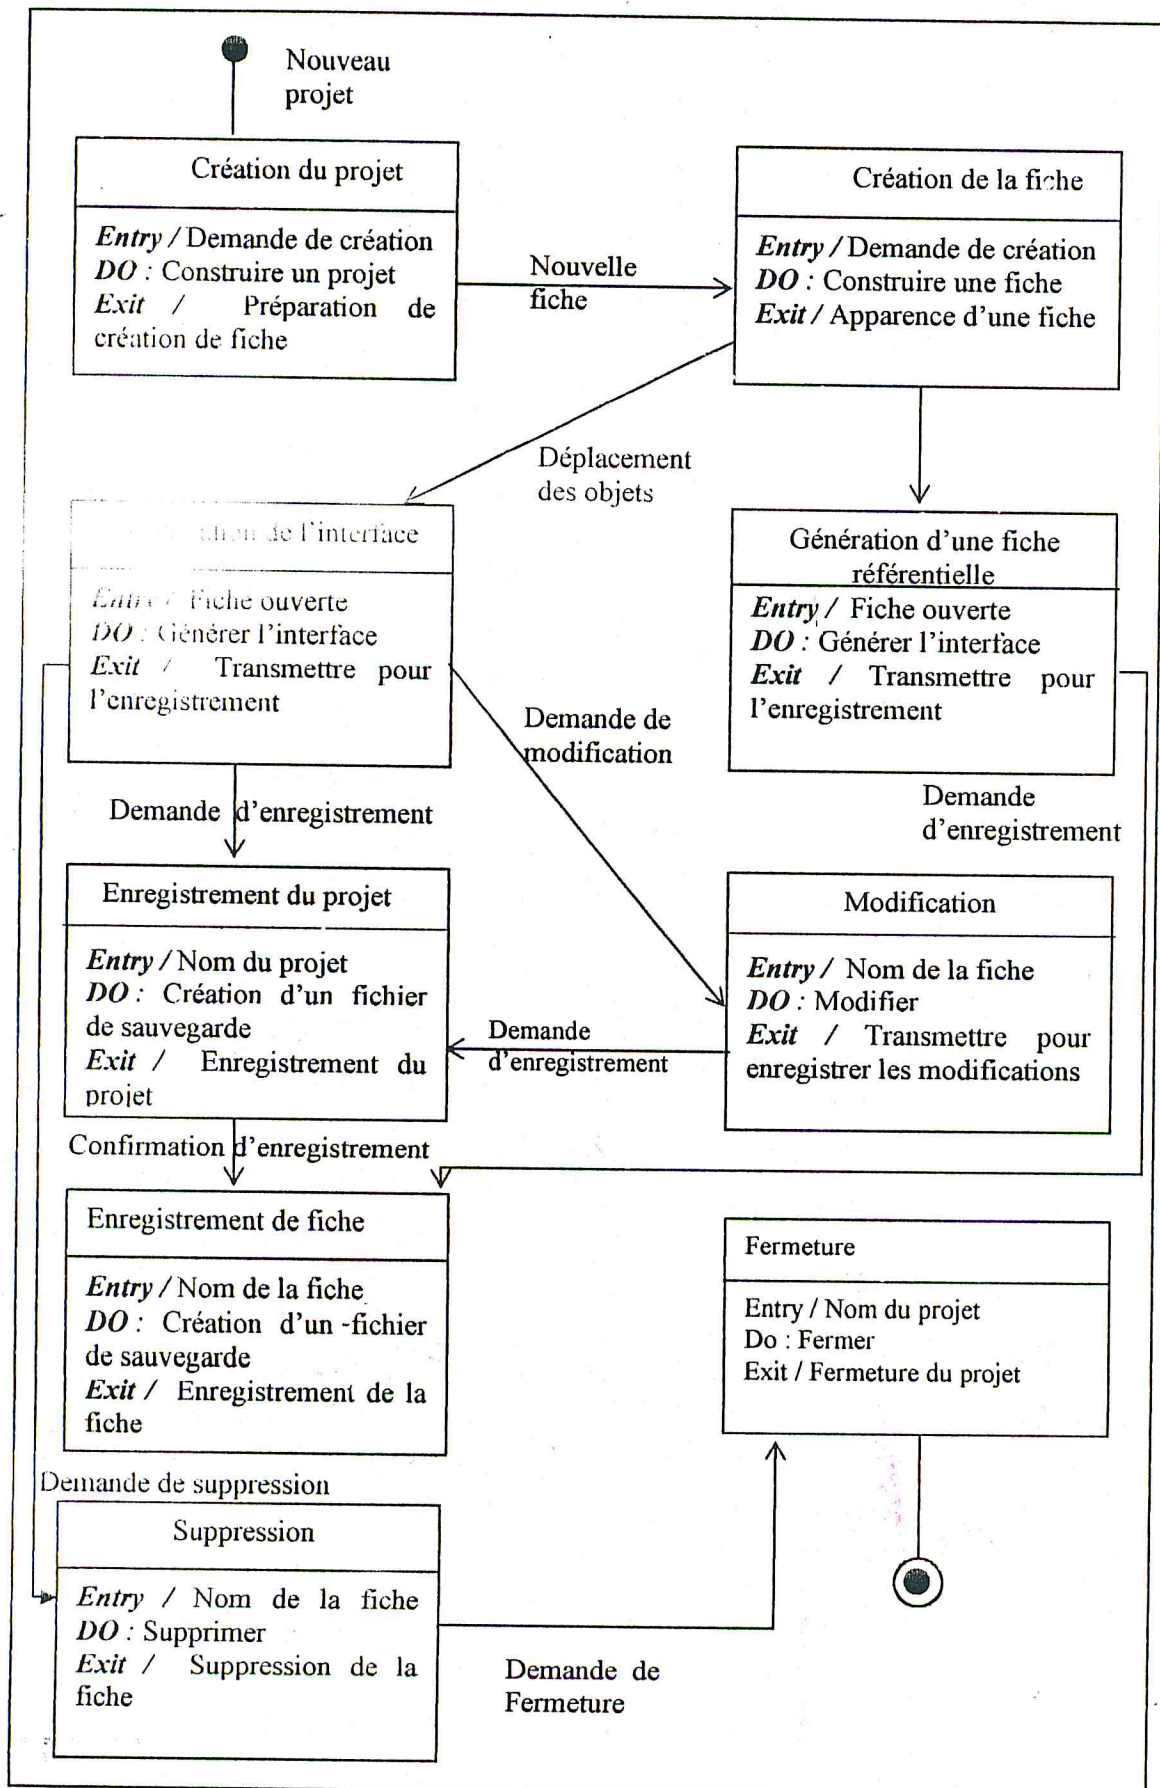 Nouveau
projet
Création du projet
Entry / Demande de création
DO : Construire un projet
Exit / Préparation de
création de fiche
Nouvelle
fiche
Création de la fiche
Entry / Demande de création
DO : Construire une fiche
Exit / Apparence d'une fiche
Déplacement
des objets
de l'interface
Entry / Fiche ouverte
DO : Générer l'interface
Exit / Transmettre pour
l'enregistrement
Génération d'une fiche
référentielle
Entry / Fiche ouverte
DO : Générer l'interface
Exit / Transmettre pour
l'enregistrement
Demande de
modification
Demande d'enregistrement
Demande
d'enregistrement
Enregistrement du projet
Entry / Nom du projet
DO : Création d'un fichier
de sauvegarde
Exit / Enregistrement du
projet
Modification
Entry / Nom de la fiche
DO : Modifier
Exit / Transmettre pour
enregistrer les modifications
Demande
d'enregistrement
Confirmation d'enregistrement
Enregistrement de fiche
Entry / Nom de la fiche
DO : Création d'un -fichier
de sauvegarde
Exit / Enregistrement de la
fiche
Fermeture
Entry / Nom du projet
Do : Fermer
Exit / Fermeture du projet
Demande de suppression
Suppression
Entry / Nom de la fiche
DO : Supprimer
Exit / Suppression de la
fiche
Demande de
Fermeture